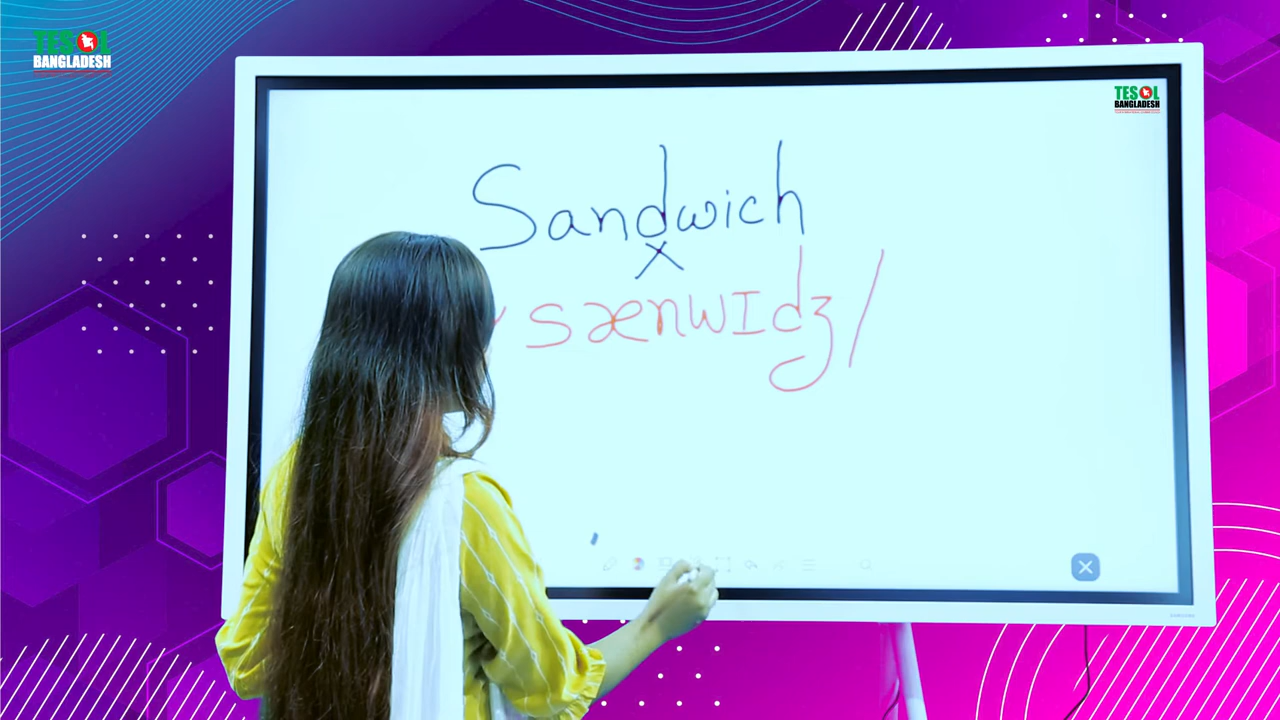 TESOL
BANGLADESH
TESOL
BANGLADESH
Sandwich
x
sænwɪdʒ/